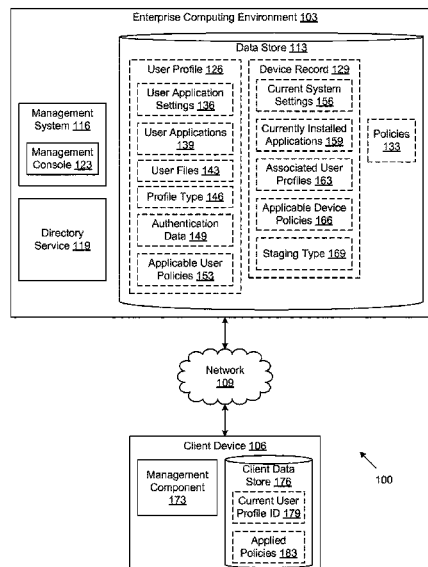 Enterprise Computing Environment 103
Data Store 113
User Profile 126
User Application
Settings 136
User Applications
139
User Files 143
Profile Type 146
Authentication
Data 149
Applicable User
Policies 153
Device Record 129
Current System
Settings 156
Currently Installed
Applications 159
Associated User
Profiles 163
Applicable Device
Policies 166
Staging Type 169
Policies
133
Management
System 116
Management
Console 123
Directory
Service 119
Network
109
Client Device 106
Management
Component
173
Client Data
Store 176
Current User
Profile ID 179
Applied
Policies 183
100